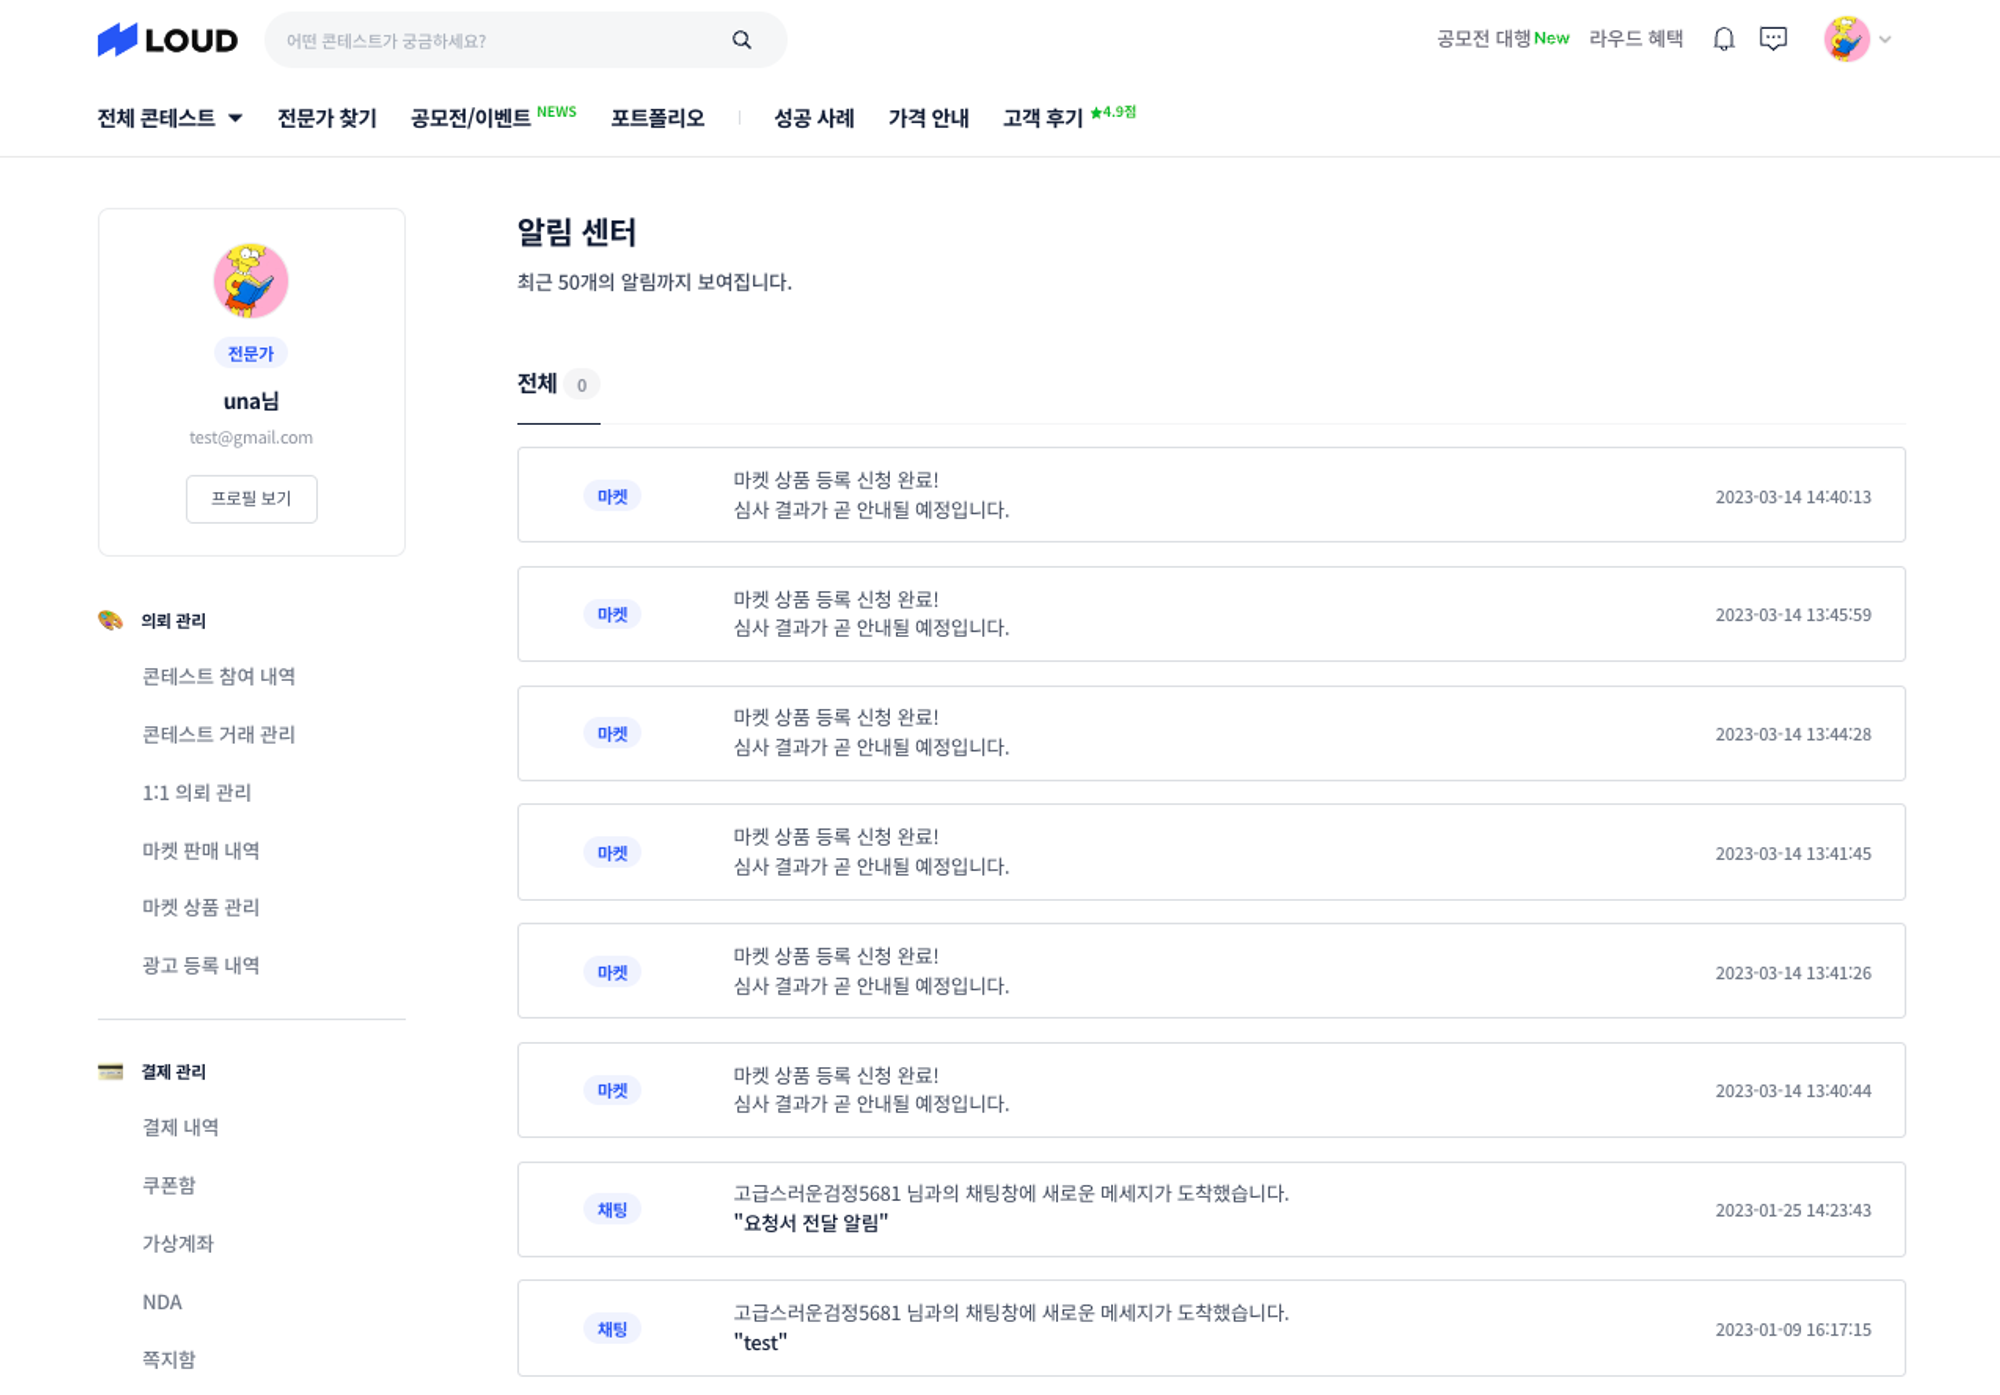 LOUD
어떤 콘테스트가 궁금하세요?
공모전 대행 New 라우드 혜택
전체 콘테스트 전문가 찾기 공모전/이벤트 NEWS 포트폴리오 성공 사례 가격 안내 고객 후기 ★4.9점
전문가
una님
test@gmail.com
프로필 보기
의뢰 관리
콘테스트 참여 내역
콘테스트 거래 관리
1:1 의뢰 관리
마켓 판매 내역
마켓 상품 관리
광고 등록 내역
결제 관리
결제 내역
쿠폰함
가상계좌
NDA
쪽지함
알림 센터
최근 50개의 알림까지 보여집니다.
전체 0
마켓
마켓 상품 등록 신청 완료!
심사 결과가 곧 안내될 예정입니다.
2023-03-14 14:40:13
마켓
마켓 상품 등록 신청 완료!
심사 결과가 곧 안내될 예정입니다.
2023-03-14 13:45:59
마켓
마켓 상품 등록 신청 완료!
심사 결과가 곧 안내될 예정입니다.
2023-03-14 13:44:28
마켓
마켓 상품 등록 신청 완료!
심사 결과가 곧 안내될 예정입니다.
2023-03-14 13:41:45
마켓
마켓 상품 등록 신청 완료!
심사 결과가 곧 안내될 예정입니다.
2023-03-14 13:41:26
마켓
마켓 상품 등록 신청 완료!
심사 결과가 곧 안내될 예정입니다.
2023-03-14 13:40:44
채팅
고급스러운검정5681 님과의 채팅창에 새로운 메세지가 도착했습니다.
"요청서 전달 알림"
2023-01-25 14:23:43
채팅
고급스러운검정5681 님과의 채팅창에 새로운 메세지가 도착했습니다.
"test"
2023-01-09 16:17:15